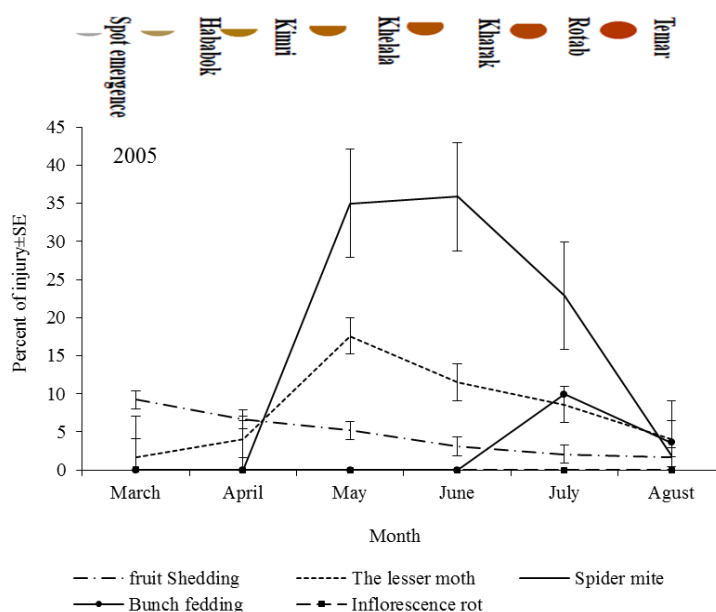 Spot emergence
Hababok
Kimri
Khelala
Kharak
Rotab
Temar
2005
Percent of injury±SE
45
40
35
30
25
20
15
10
5
0
March April May June July Agust
Month
fruit Shedding The lesser moth Spider mite
Bunch fedding Inflorescence rot